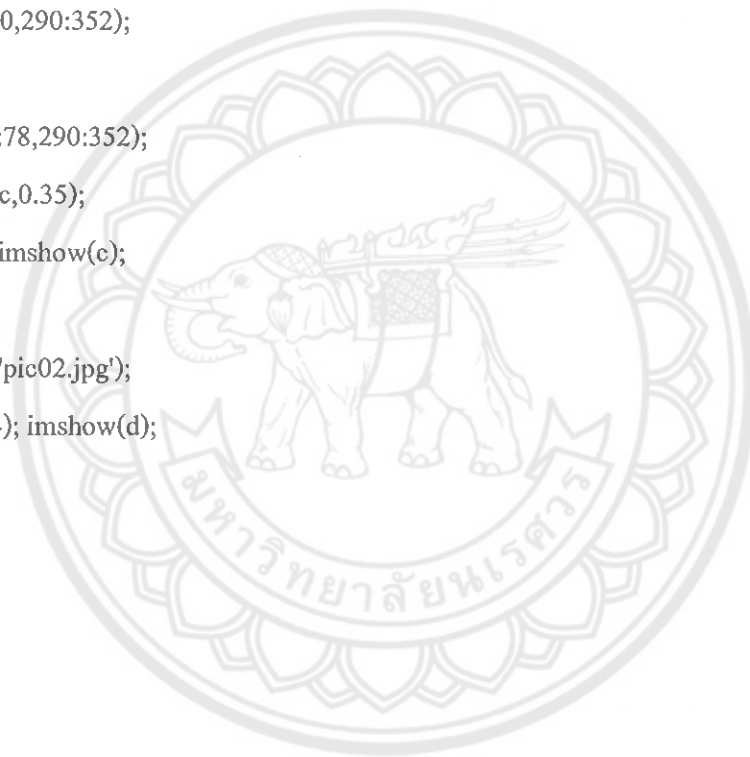 0,290:352);
:78,290:352);
c,0.35);
imshow(c);
'pic02.jpg');
); imshow(d);
มหาวิทยาลัยนเรศวร